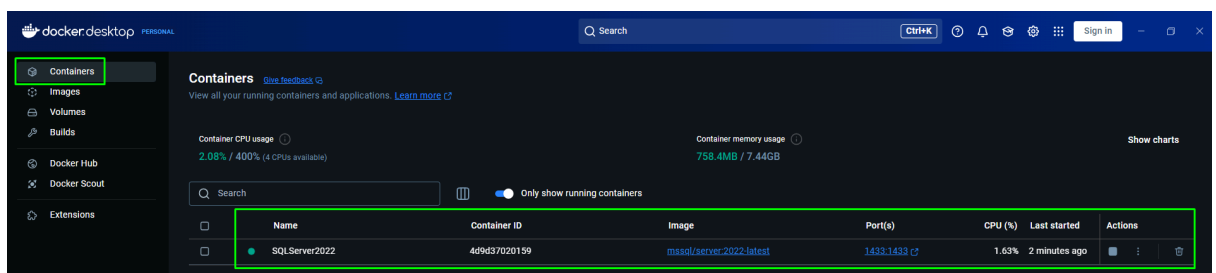 docker.desktop PERSONAL
Search
Ctrl+K
Sign in
Containers
Images
Volumes
Builds
Docker Hub
Docker Scout
Extensions
Containers Give feedback
View all your running containers and applications. Learn more
Container CPU usage
2.08% / 400% (4 CPUs available)
Container memory usage
758.4MB / 7.44GB
Show charts
Search
Only show running containers
Name Container ID Image Port(s) CPU (%) Last started Actions
SQLServer2022 4d9d37020159 mssql/server:2022-latest 1433:1433 1.63% 2 minutes ago